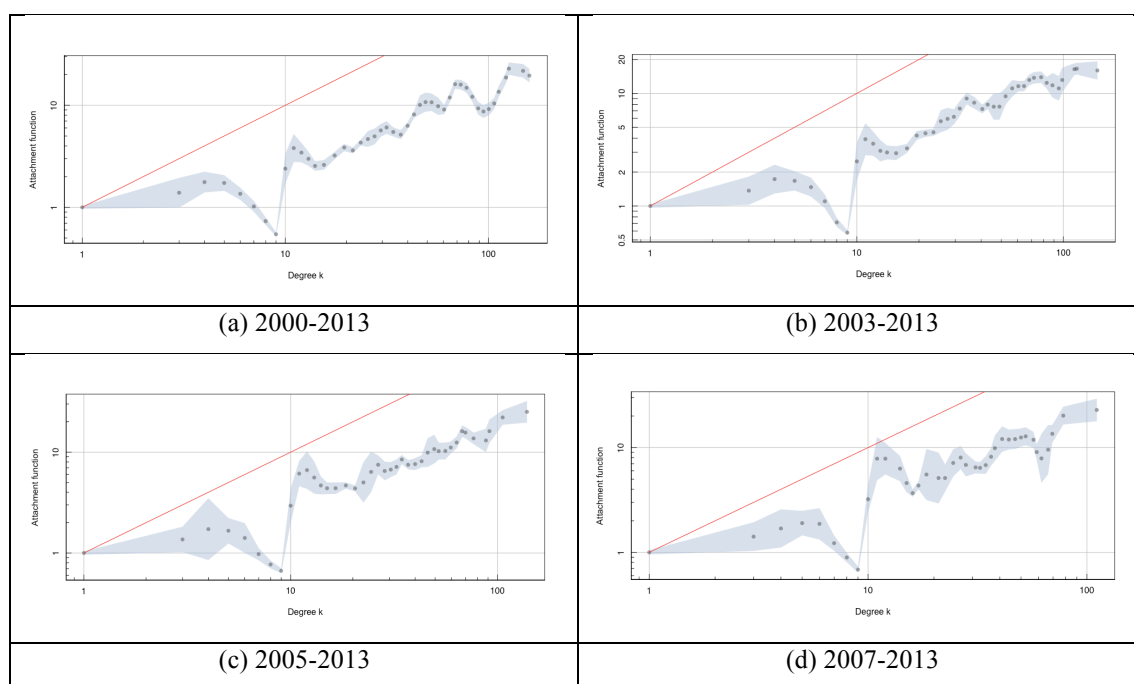 Attachment function
10
1
1
10
100
Degree k
(a) 2000-2013
Attachment function
20
10
5
2
1
0.5
1
10
100
Degree k
(b) 2003-2013
Attachment function
10
1
1
10
100
Degree k
(c) 2005-2013
Attachment function
10
1
1
10
100
Degree k
(d) 2007-2013